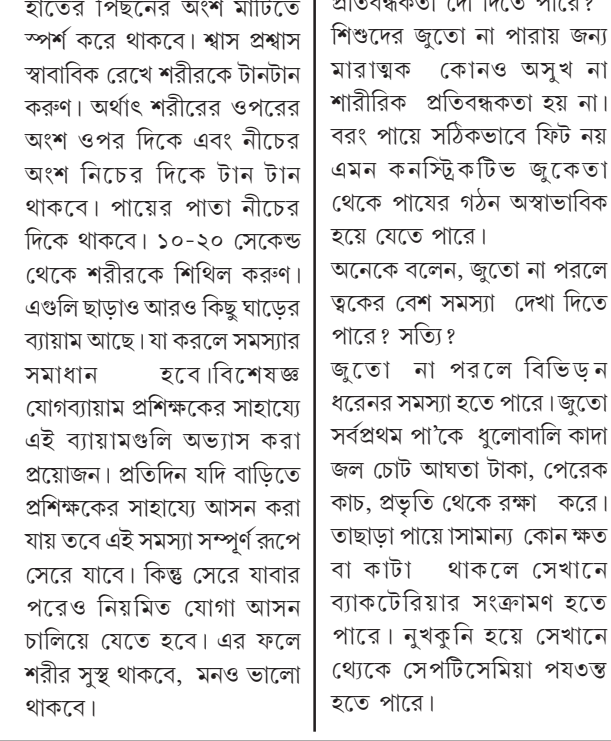 হাতের পিছনের অংশ মাটিতে
স্পর্শ করে থাকবে। শ্বাস প্রশ্বাস
স্বাবাবিক রেখে শরীরকে টানটান
করুণ। অর্থাৎ শরীরের ওপরের
অংশ ওপর দিকে এবং নীচের
অংশ নিচের দিকে টান টান
থাকবে। পায়ের পাতা নীচের
দিকে থাকবে। ১০-২০ সেকেন্ড
থেকে শরীরকে শিথিল করুণ।
এগুলি ছাড়াও আরও কিছু ঘাড়ের
ব্যায়াম আছে। যা করলে সমস্যার
সমাধান হবে।বিশেষজ্ঞ
যোগব্যায়াম প্রশিক্ষকের সাহায্যে
এই ব্যায়ামগুলি অভ্যাস করা
প্রয়োজন। প্রতিদিন যদি বাড়িতে
প্রশিক্ষকের সাহায্যে আসন করা
যায় তবে এই সমস্যা সম্পূর্ণ রূপে
সেরে যাবে। কিন্তু সেরে যাবার
পরেও নিয়মিত যোগা আসন
চালিয়ে যেতে হবে। এর ফলে
শরীর সুস্থ থাকবে, মনও ভালো
থাকবে।
প্রতিবন্ধকতা দো দিতে পারে?
শিশুদের জুতো না পারায় জন্য
মারাত্মক কোনও অসুখ না
শারীরিক প্রতিবন্ধকতা হয় না।
বরং পায়ে সঠিকভাবে ফিট নয়
এমন কনস্ট্রিকটিভ জুকেতা
থেকে পাযের গঠন অস্বাভাবিক
হয়ে যেতে পারে।
অনেকে বলেন, জুতো না পরলে
ত্বকের বেশ সমস্যা দেখা দিতে
পারে? সত্যি?
জুতো না পরলে বিভিড়ন
ধরেনর সমস্যা হতে পারে। জুতো
সর্বপ্রথম পা'কে ধুলোবালি কাদা
জল চোট আঘতা টাকা, পেরেক
কাচ, প্রভৃতি থেকে রক্ষা করে।
তাছাড়া পায়ে াসামান্য কোন ক্ষত
বা কাটা থাকলে সেখানে
ব্যাকটেরিয়ার সংক্রামণ হতে
পারে। নুখকুনি হয়ে সেখানে
থ্যেকে সেপটিসেমিয়া পয৩ন্ত
হতে পারে।